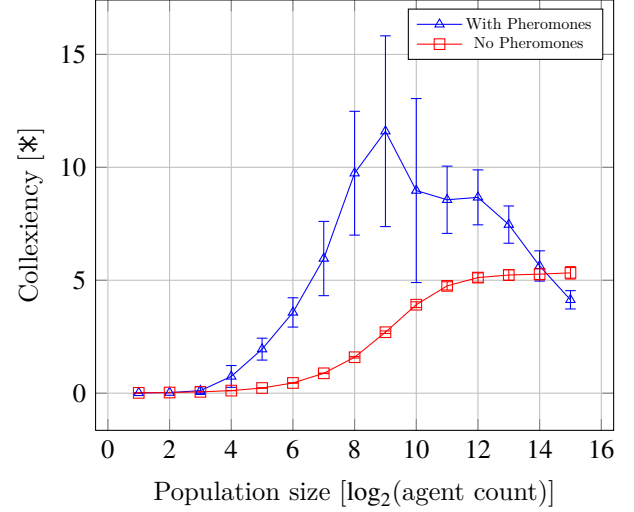 With Pheromones
No Pheromones
15
10
5
0
Collexiency [⋇]
0 2 4 6 8 10 12 14 16
Population size [log₂(agent count)]